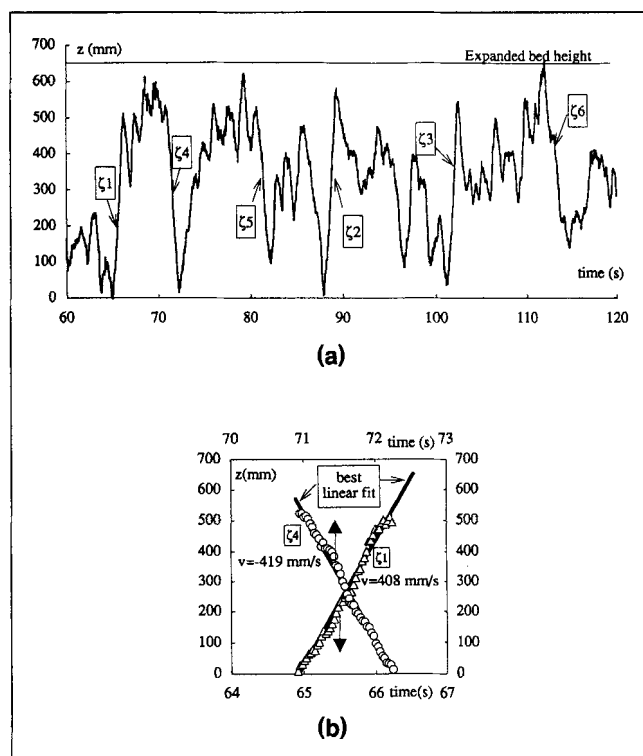 z (mm)
Expanded bed height
700
600
500
400
300
200
100
0
ζ1
ζ4
ζ5
ζ2
ζ3
ζ6
time (s)
60 70 80 90 100 110 120
(a)
70 71 72 73
time (s)
700 z(mm) 700
best
linear fit
600 600
500 500
ζ4 ζ1
400 400
v=-419 mm/s v=408 mm/s
300 300
200 200
100 100
0 0
64 65 66 time(s) 67
(b)